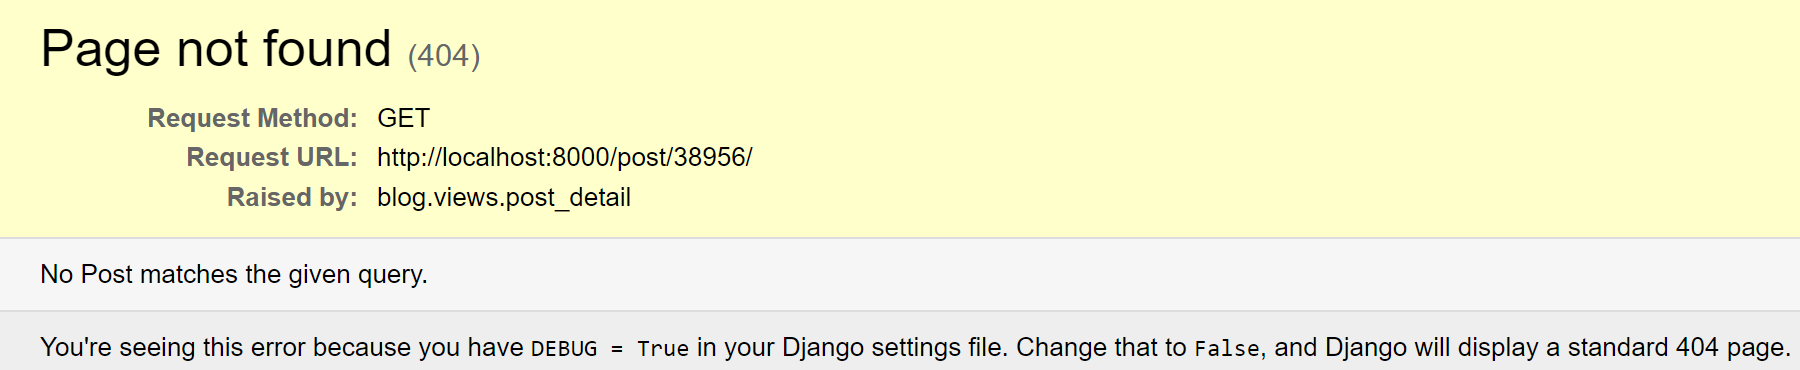 Page not found (404)
Request Method: GET
Request URL: http://localhost:8000/post/38956/
Raised by: blog.views.post_detail
No Post matches the given query.
You're seeing this error because you have DEBUG = True in your Django settings file. Change that to False, and Django will display a standard 404 page.